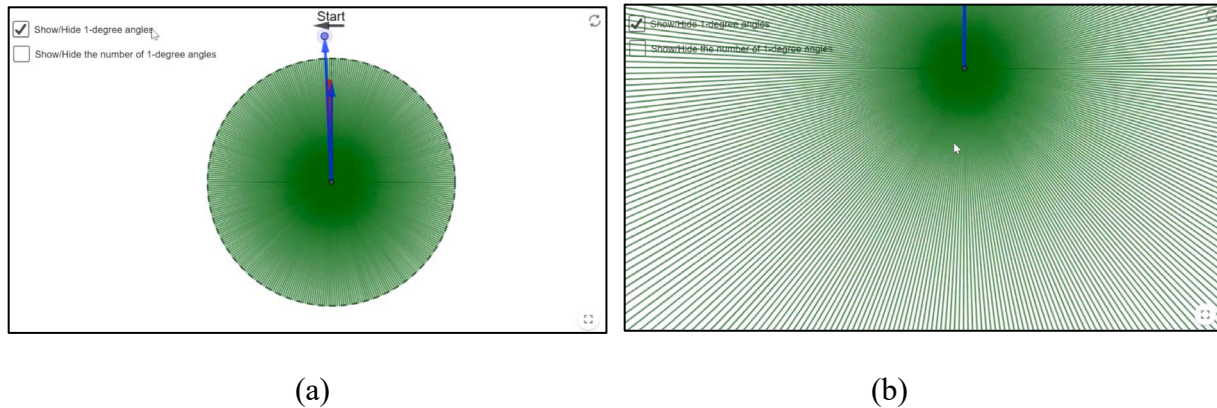 Start
Show/Hide 1-degree angles
Show/Hide the number of 1-degree angles
Show/Hide 1-degree angles
Show/Hide the number of 1-degree angles
(a)
(b)